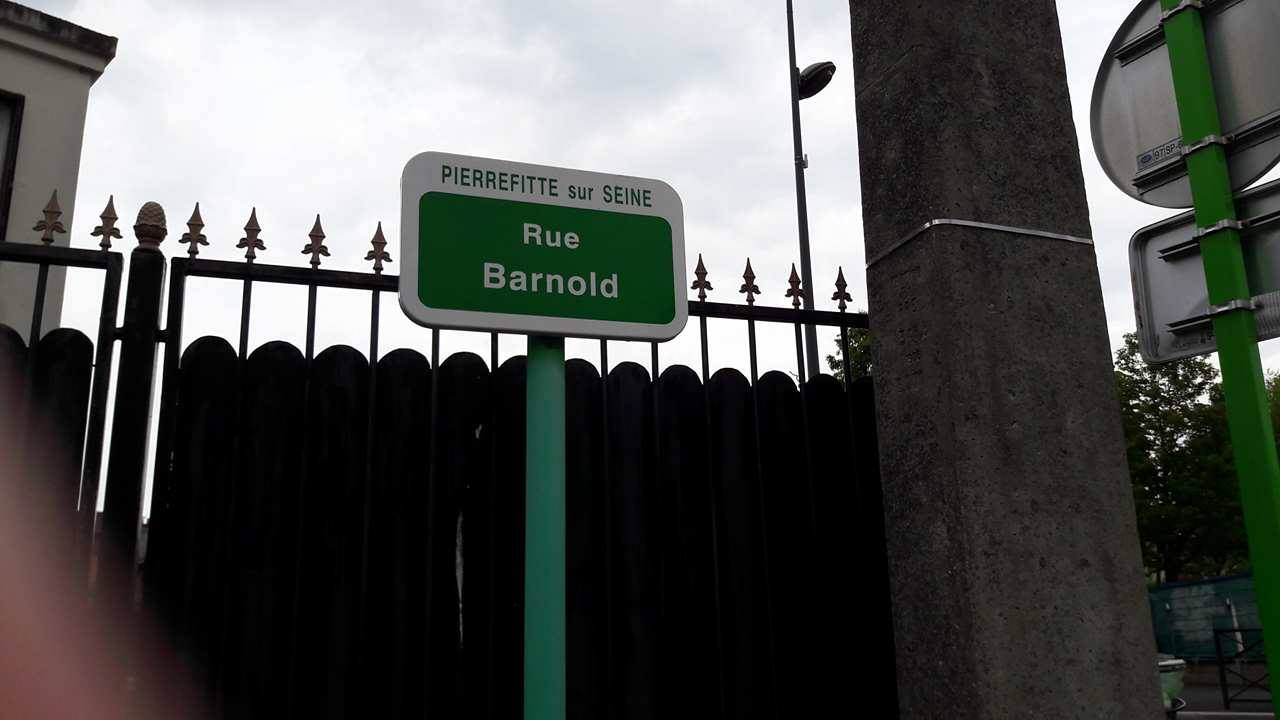 PIERREFITTE sur SEINE
Rue
Barnold